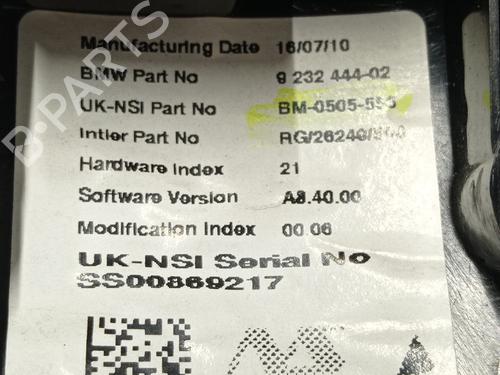 Manufacturing Date 16/07/10
BMW Part No 9 232 444-02
UK-NSI Part No
Intier Part No
Hardware Index 21
Software Version A8.40.00
Modification Index 00.06
UK-NSI Serial No
SS00869217
B-PARTS